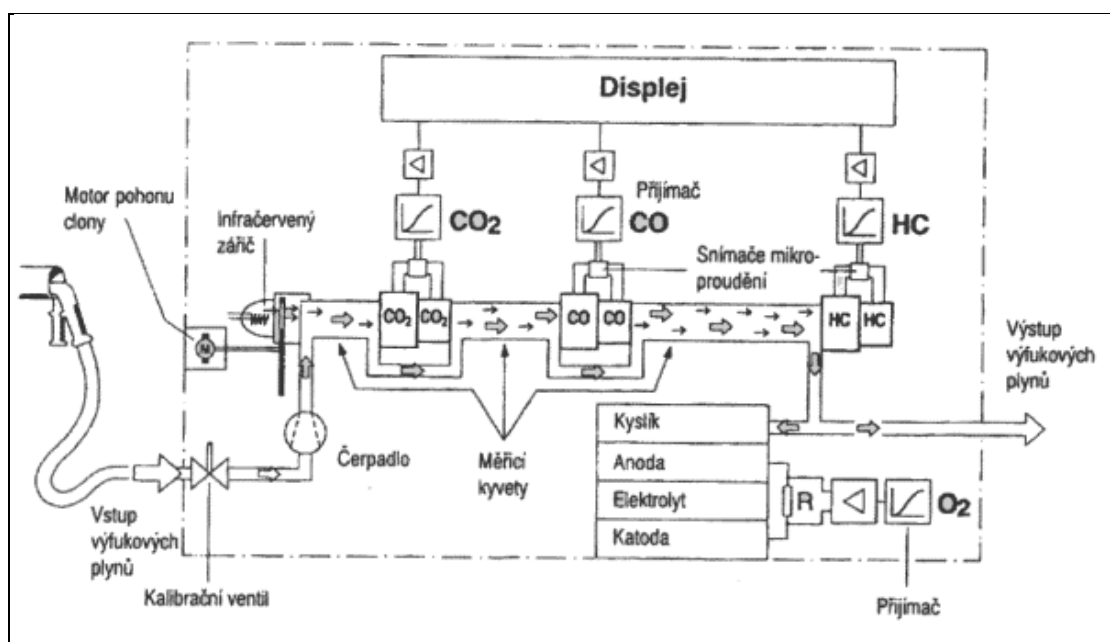 Displej
Motor pohonu
clony
Infračervený
zářič
CO2
Přijímač
CO
HC
Snímače mikro-
proudění
CO2
CO2
CO
CO
HC
HC
M
Výstup
výfukových
plynů
Čerpadlo
Měřicí
kyvety
Kyslík
Anoda
Elektrolyt
Katoda
R
O2
Vstup
výfukových
plynů
Kalibrační ventil
Přijímač